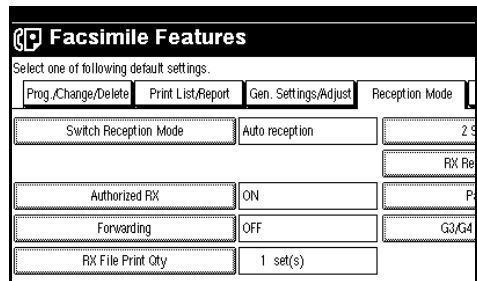 Facsimile Features
Select one of following default settings.
Prog./Change/Delete Print List/Report Gen. Settings/Adjust Reception Mode
Switch Reception Mode Auto reception 2 S
RX Re
Authorized RX ON
Forwarding OFF G3/G4
RX File Print Qty 1 set(s)